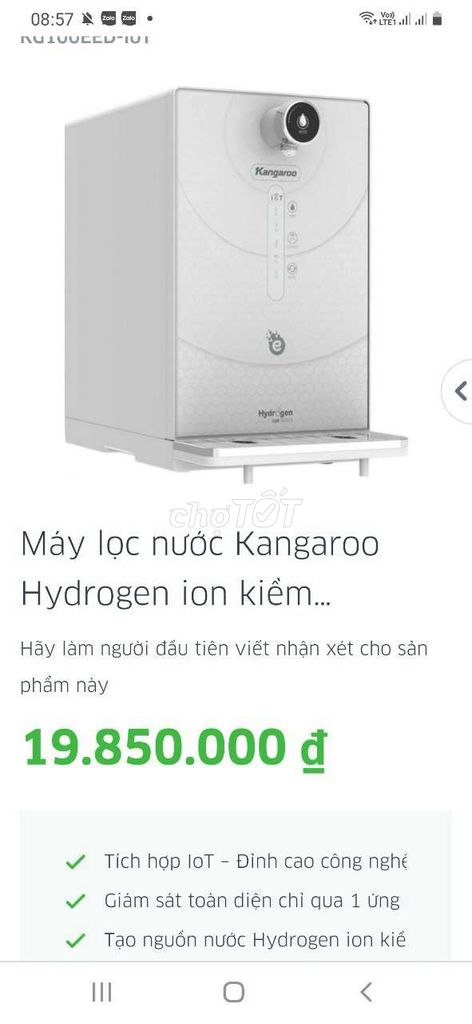 08:57 Zalo Zalo
Vo)) LTE1
KG100EED-IOT
Kangaroo
IOT
e
Hydrogen
chợTỐT
Máy lọc nước Kangaroo
Hydrogen ion kiềm...
Hãy làm người đầu tiên viết nhận xét cho sản
phẩm này
19.850.000 ₫
Tích hợp IoT – Đỉnh cao công nghệ
Giám sát toàn diện chỉ qua 1 ứng
Tạo nguồn nước Hydrogen ion kiề